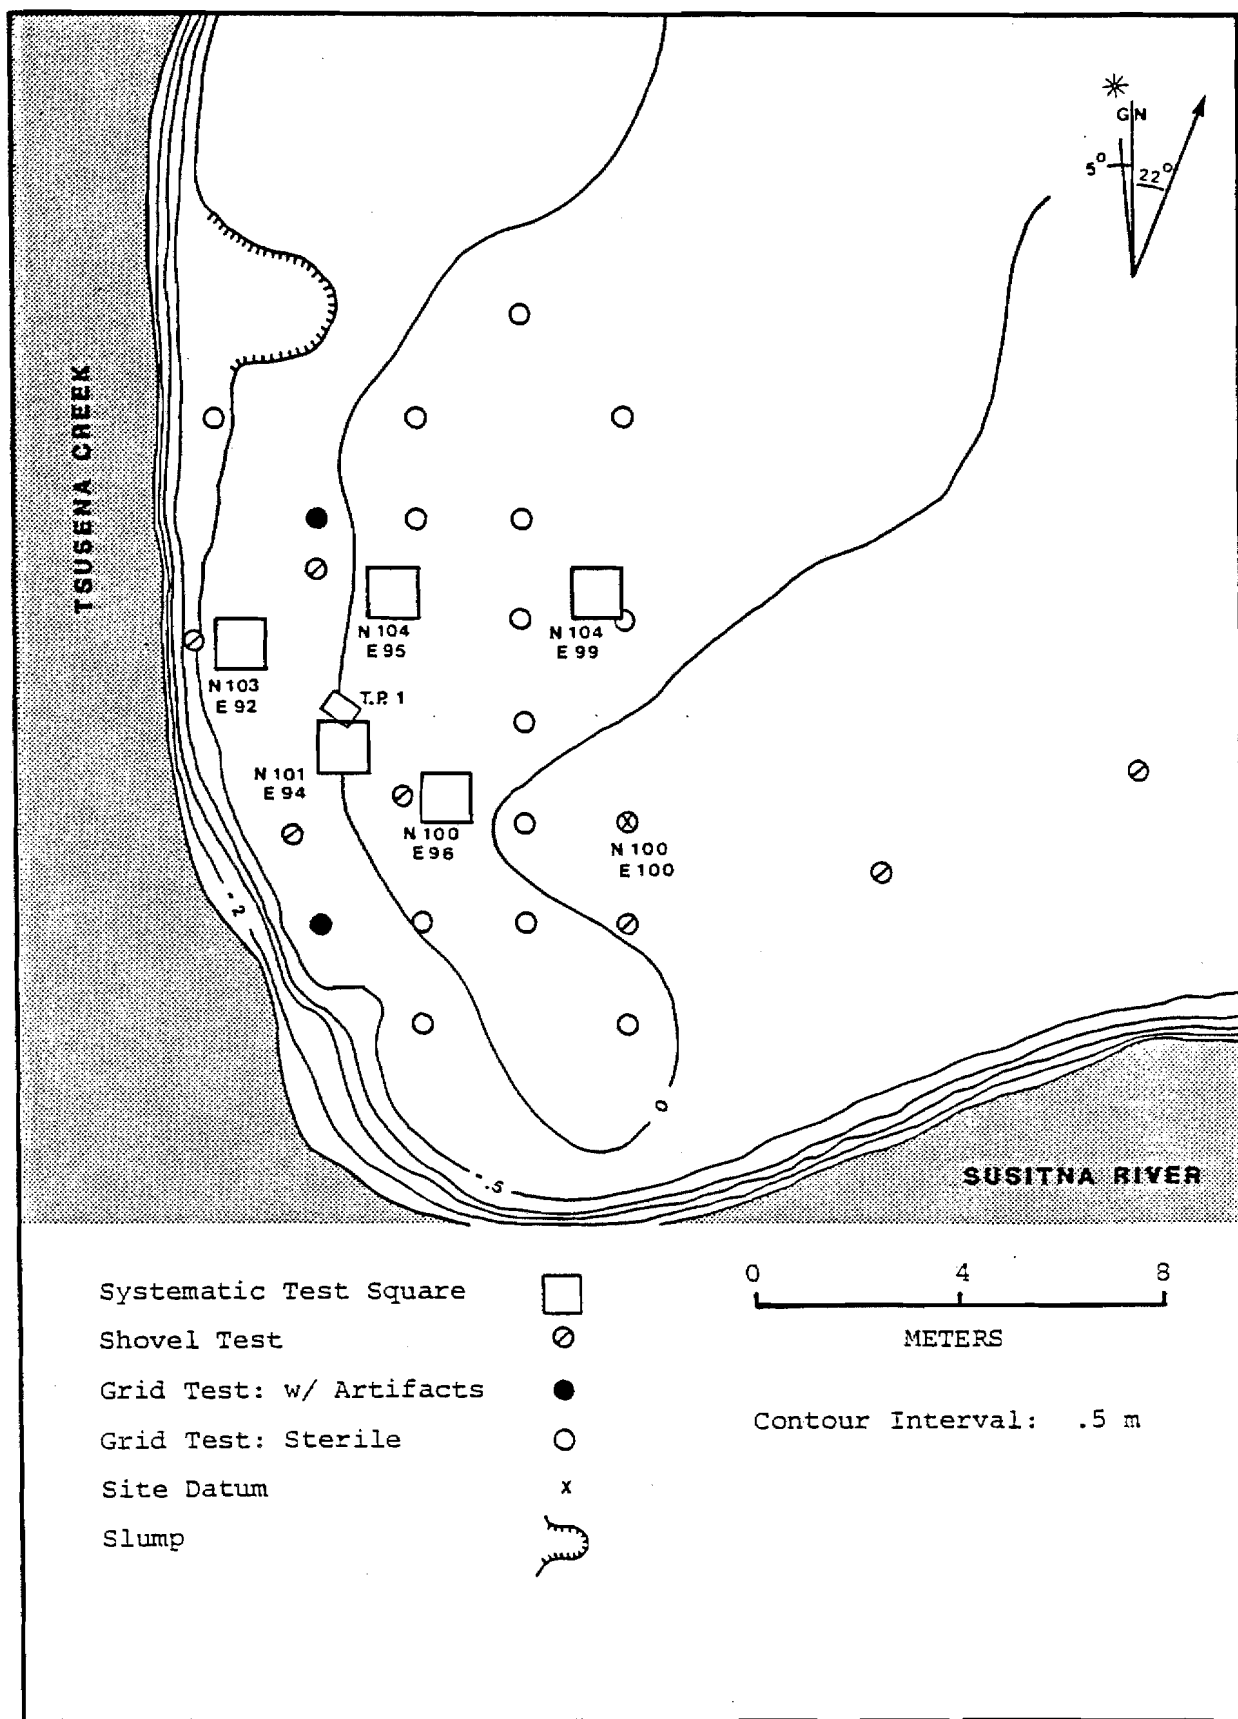 GN
5°
22°
TSUSENA CREEK
N 104
E 95
N 104
E 99
N 103
E 92
T.P. 1
N 101
E 94
N 100
E 96
N 100
E 100
-2
0
-.5
SUSITNA RIVER
Systematic Test Square
Shovel Test
Grid Test: w/ Artifacts
Grid Test: Sterile
Site Datum x
Slump
0 4 8
METERS
Contour Interval: .5 m